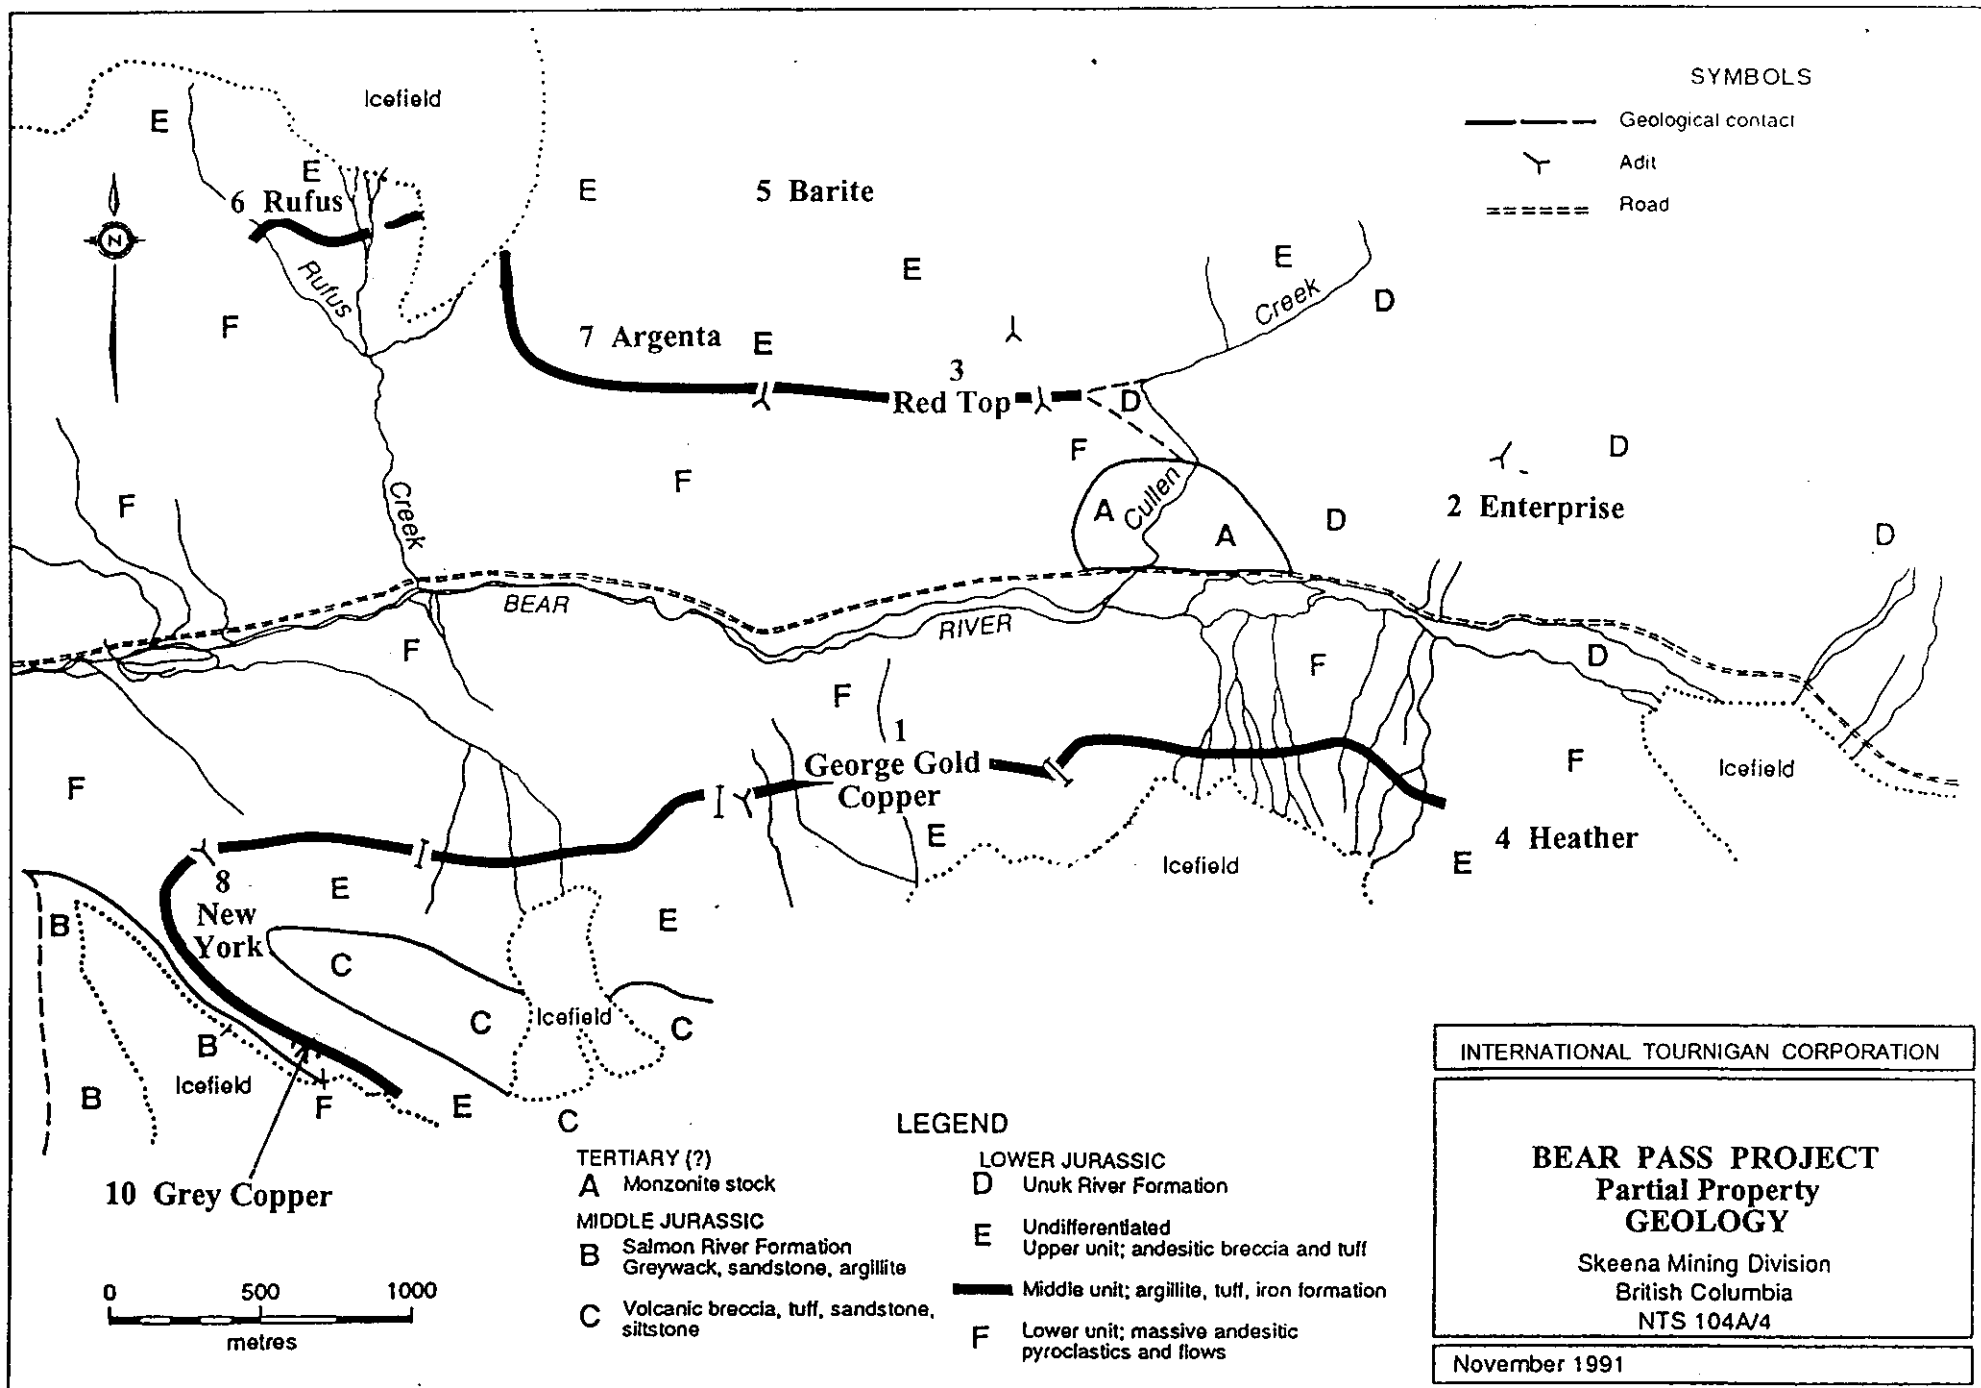 SYMBOLS
Geological contact
Adit
Road
Icefield
E
E
6 Rufus
E
5 Barite
N
Rufus
F
E
E
Creek
D
7 Argenta
E
3
Red Top
D
F
F
F
Creek
A
Cullen
A
D
D
2 Enterprise
D
BEAR
RIVER
F
F
D
F
1
George Gold
Copper
F
F
Icefield
E
Icefield
E
4 Heather
8
New
York
E
E
B
C
C
Icefield
C
B
Icefield
B
F
E
C
10 Grey Copper
0 500 1000
metres
LEGEND
TERTIARY (?)
A Monzonite stock
MIDDLE JURASSIC
B Salmon River Formation
Greywack, sandstone, argillite
C Volcanic breccia, tuff, sandstone,
siltstone
LOWER JURASSIC
D Unuk River Formation
E Undifferentiated
Upper unit; andesitic breccia and tuff
Middle unit; argillite, tuff, iron formation
F Lower unit; massive andesitic
pyroclastics and flows
INTERNATIONAL TOURNIGAN CORPORATION
BEAR PASS PROJECT
Partial Property
GEOLOGY
Skeena Mining Division
British Columbia
NTS 104A/4
November 1991